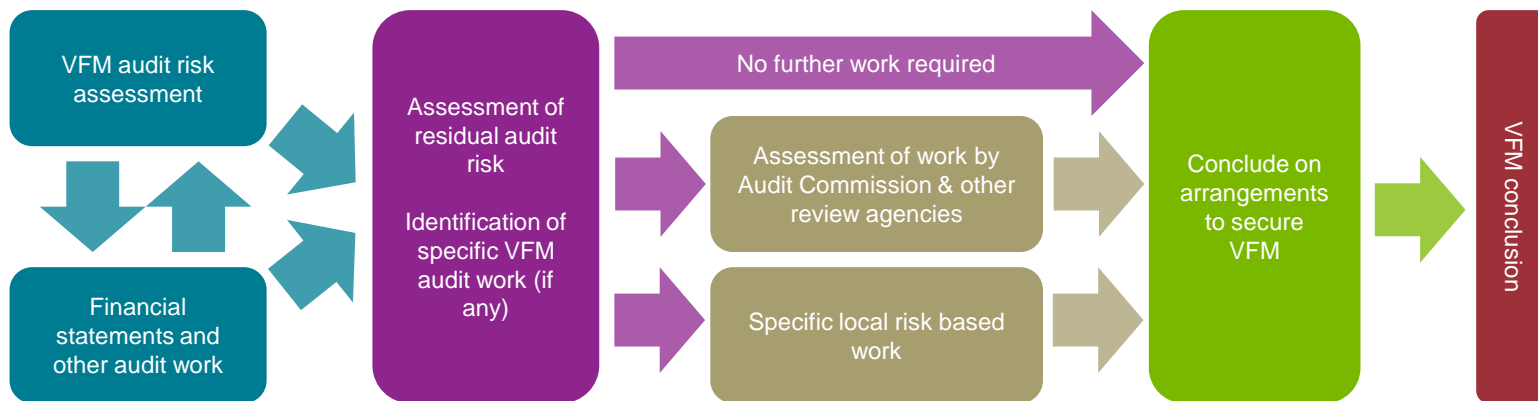 VFM audit risk
assessment
Financial
statements and
other audit work
Assessment of
residual audit
risk
Identification of
specific VFM
audit work (if
any)
No further work required
Assessment of work by
Audit Commission & other
review agencies
Specific local risk based
work
Conclude on
arrangements
to secure
VFM
VFM conclusion